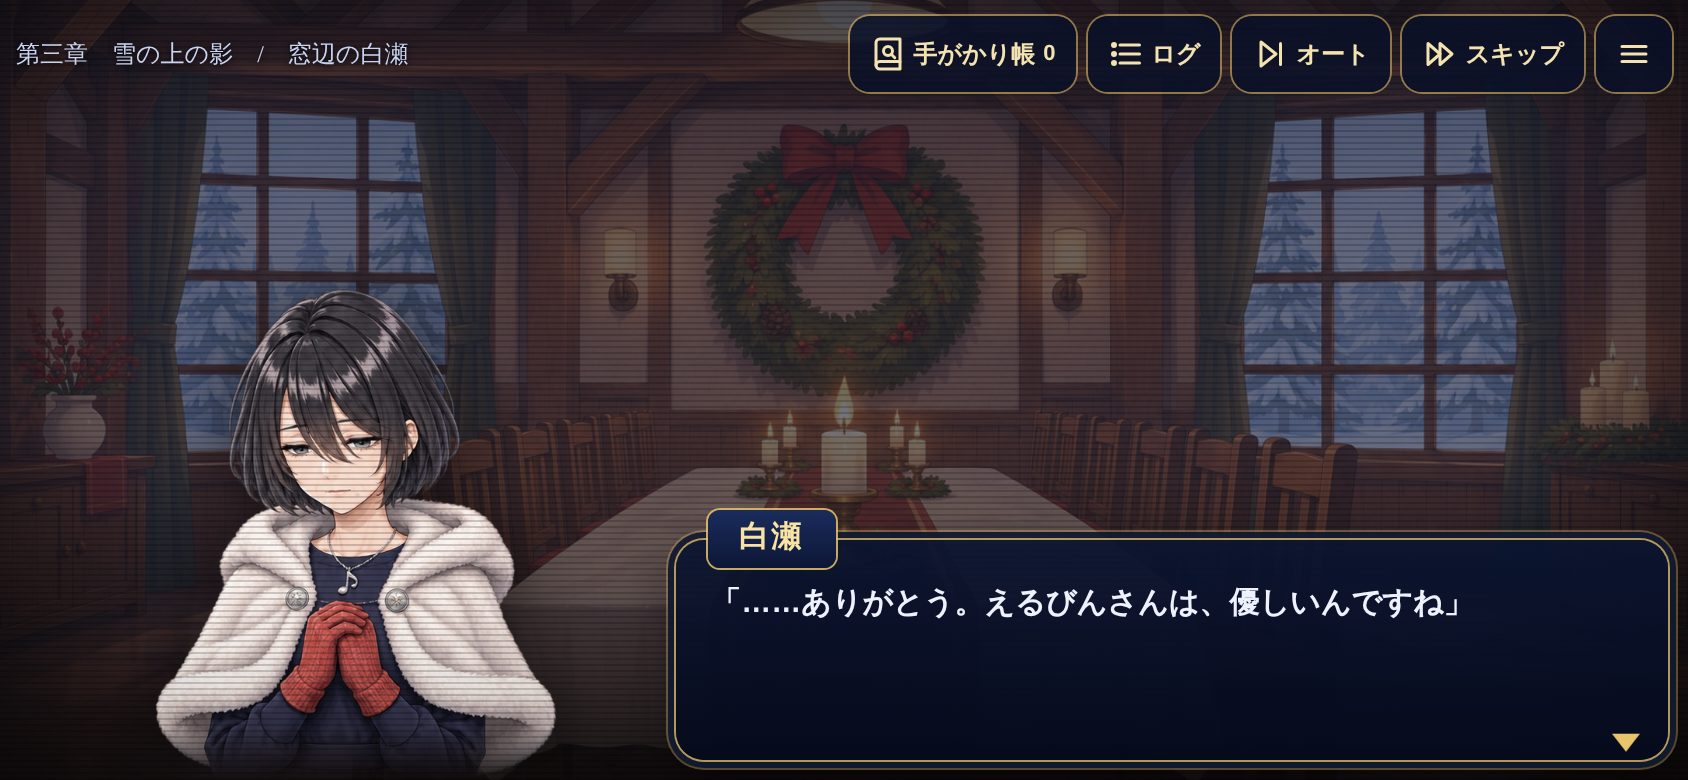 第三章　雪の上の影　/　窓辺の白瀬
手がかり帳 0
ログ
オート
スキップ
白瀬
「……ありがとう。えるびんさんは、優しいんですね」